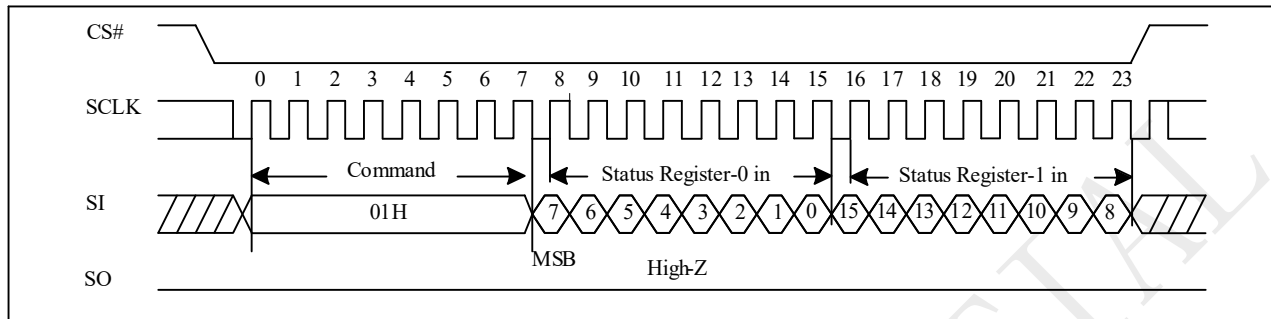 CS#
0 1 2 3 4 5 6 7 8 9 10 11 12 13 14 15 16 17 18 19 20 21 22 23
SCLK
Command Status Register-0 in Status Register-1 in
SI 01H 7 6 5 4 3 2 1 0 15 14 13 12 11 10 9 8
MSB High-Z
SO